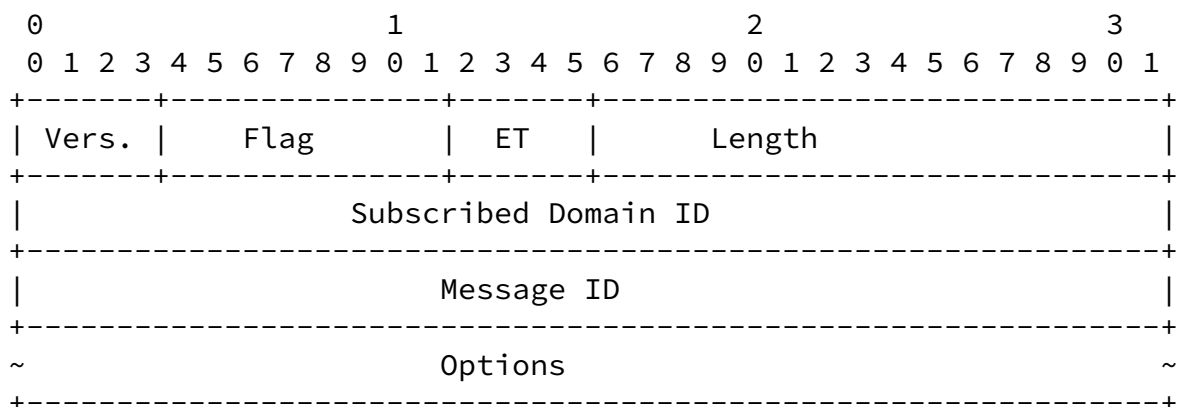 0                   1                   2                   3
 0 1 2 3 4 5 6 7 8 9 0 1 2 3 4 5 6 7 8 9 0 1 2 3 4 5 6 7 8 9 0 1
+-------+---------------+-------+-------------------------------+
| Vers. |    Flag       |  ET   |      Length                   |
+-------+---------------+-------+-------------------------------+
|                  Subscribed Domain ID                         |
+---------------------------------------------------------------+
|                       Message ID                              |
+---------------------------------------------------------------+
~                       Options                                 ~
+---------------------------------------------------------------+